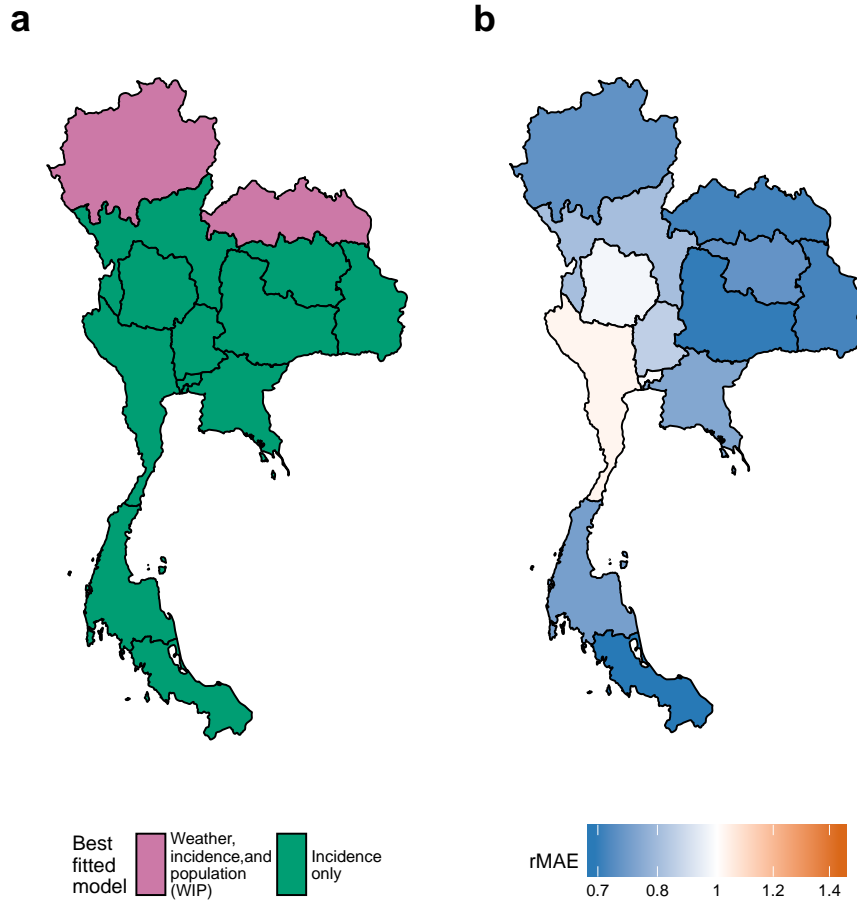 a
b
Best
fitted
model
Weather,
incidence,and
population
(WIP)
Incidence
only
rMAE
0.7 0.8 1 1.2 1.4